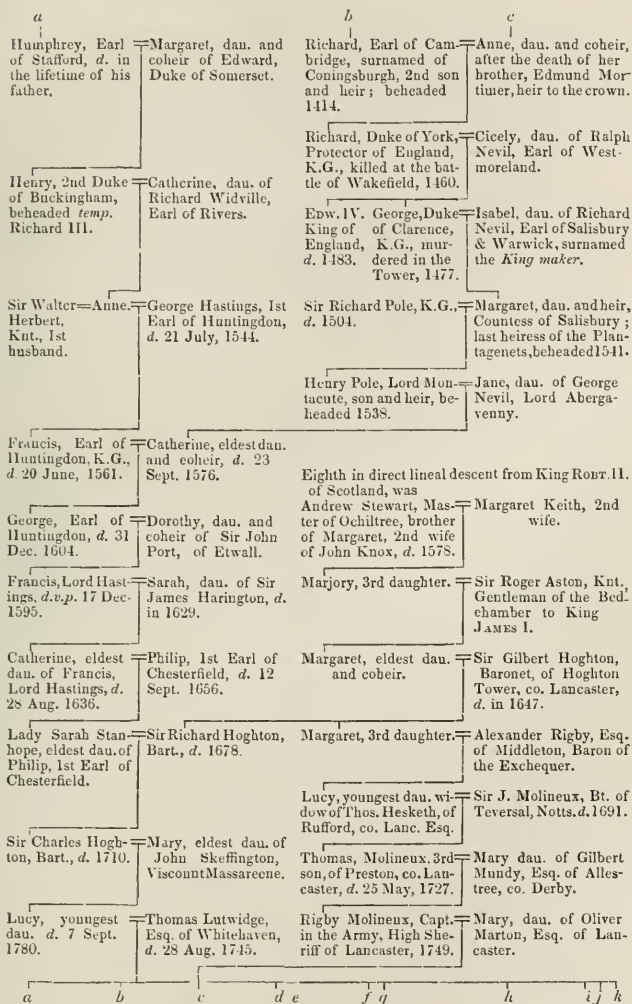 a b c
Humphrey, Earl
of Stafford, d. in
the lifetime of his
father.
Margaret, dau. and
coheir of Edward,
Duke of Somerset.
Richard, Earl of Cam-
bridge, surnamed of
Coningsburgh, 2nd son
and heir; beheaded
1414.
Anne, dau. and coheir,
after the death of her
brother, Edmund Mor-
timer, heir to the crown.
Richard, Duke of York,
Protector of England,
K.G., killed at the bat-
tle of Wakefield, 1460.
Cicely, dau. of Ralph
Nevil, Earl of West-
moreland.
Henry, 2nd Duke
of Buckingham,
beheaded temp.
Richard III.
Catherine, dau. of
Richard Widville,
Earl of Rivers.
Edw. IV.
King of
England,
d. 1483.
George, Duke
of Clarence,
K.G., mur-
dered in the
Tower, 1477.
Isabel, dau. of Richard
Nevil, Earl of Salisbury
& Warwick, surnamed
the King maker.
Sir Walter
Herbert,
Knt., 1st
husband.
Anne.
George Hastings, 1st
Earl of Huntingdon,
d. 21 July, 1544.
Sir Richard Pole, K.G.,
d. 1504.
Margaret, dau. and heir,
Countess of Salisbury;
last heiress of the Plan-
tagenets, beheaded 1541.
Henry Pole, Lord Mon-
tacute, son and heir, be-
headed 1538.
Jane, dau. of George
Nevil, Lord Aberga-
venny.
Francis, Earl of
Huntingdon, K.G.,
d. 20 June, 1561.
Catherine, eldest dau.
and coheir, d. 23
Sept. 1576.
Eighth in direct lineal descent from King Robt. II.
of Scotland, was
Andrew Stewart, Mas-
ter of Ochiltree, brother
of Margaret, 2nd wife
of John Knox, d. 1578.
Margaret Keith, 2nd
wife.
George, Earl of
Huntingdon, d. 31
Dec. 1604.
Dorothy, dau. and
coheir of Sir John
Port, of Etwall.
Francis, Lord Hast-
ings, d.v.p. 17 Dec.
1595.
Sarah, dau. of Sir
James Harington, d.
in 1629.
Marjory, 3rd daughter.
Sir Roger Aston, Knt.,
Gentleman of the Bed-
chamber to King
James I.
Catherine, eldest
dau. of Francis,
Lord Hastings, d.
28 Aug. 1636.
Philip, 1st Earl of
Chesterfield, d. 12
Sept. 1656.
Margaret, eldest dau.
and coheir.
Sir Gilbert Hoghton,
Baronet, of Hoghton
Tower, co. Lancaster,
d. in 1647.
Lady Sarah Stan-
hope, eldest dau. of
Philip, 1st Earl of
Chesterfield.
Sir Richard Hoghton,
Bart., d. 1678.
Margaret, 3rd daughter.
Alexander Rigby, Esq.
of Middleton, Baron of
the Exchequer.
Lucy, youngest dau. wi-
dow of Thos. Hesketh, of
Rufford, co. Lanc. Esq.
Sir J. Molineux, Bt. of
Teversal, Notts. d. 1691.
Sir Charles Hogh-
ton, Bart., d. 1710.
Mary, eldest dau. of
John Skeffington,
Viscount Massareene.
Thomas, Molineux, 3rd
son, of Preston, co. Lan-
caster, d. 25 May, 1727.
Mary dau. of Gilbert
Mundy, Esq. of Alles-
tree, co. Derby.
Lucy, youngest
dau. d. 7 Sept.
1780.
Thomas Lutwidge,
Esq. of Whitehaven,
d. 28 Aug. 1745.
Rigby Molineux, Capt.
in the Army, High She-
riff of Lancaster, 1749.
Mary, dau. of Oliver
Marton, Esq. of Lan-
caster.
a b c d e f g h i j k